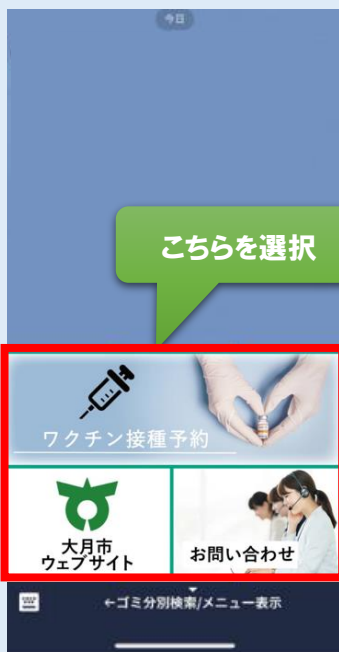 今日
こちらを選択
ワクチン接種予約
大月市
ウェブサイト
お問い合わせ
←ゴミ分別検索/メニュー表示